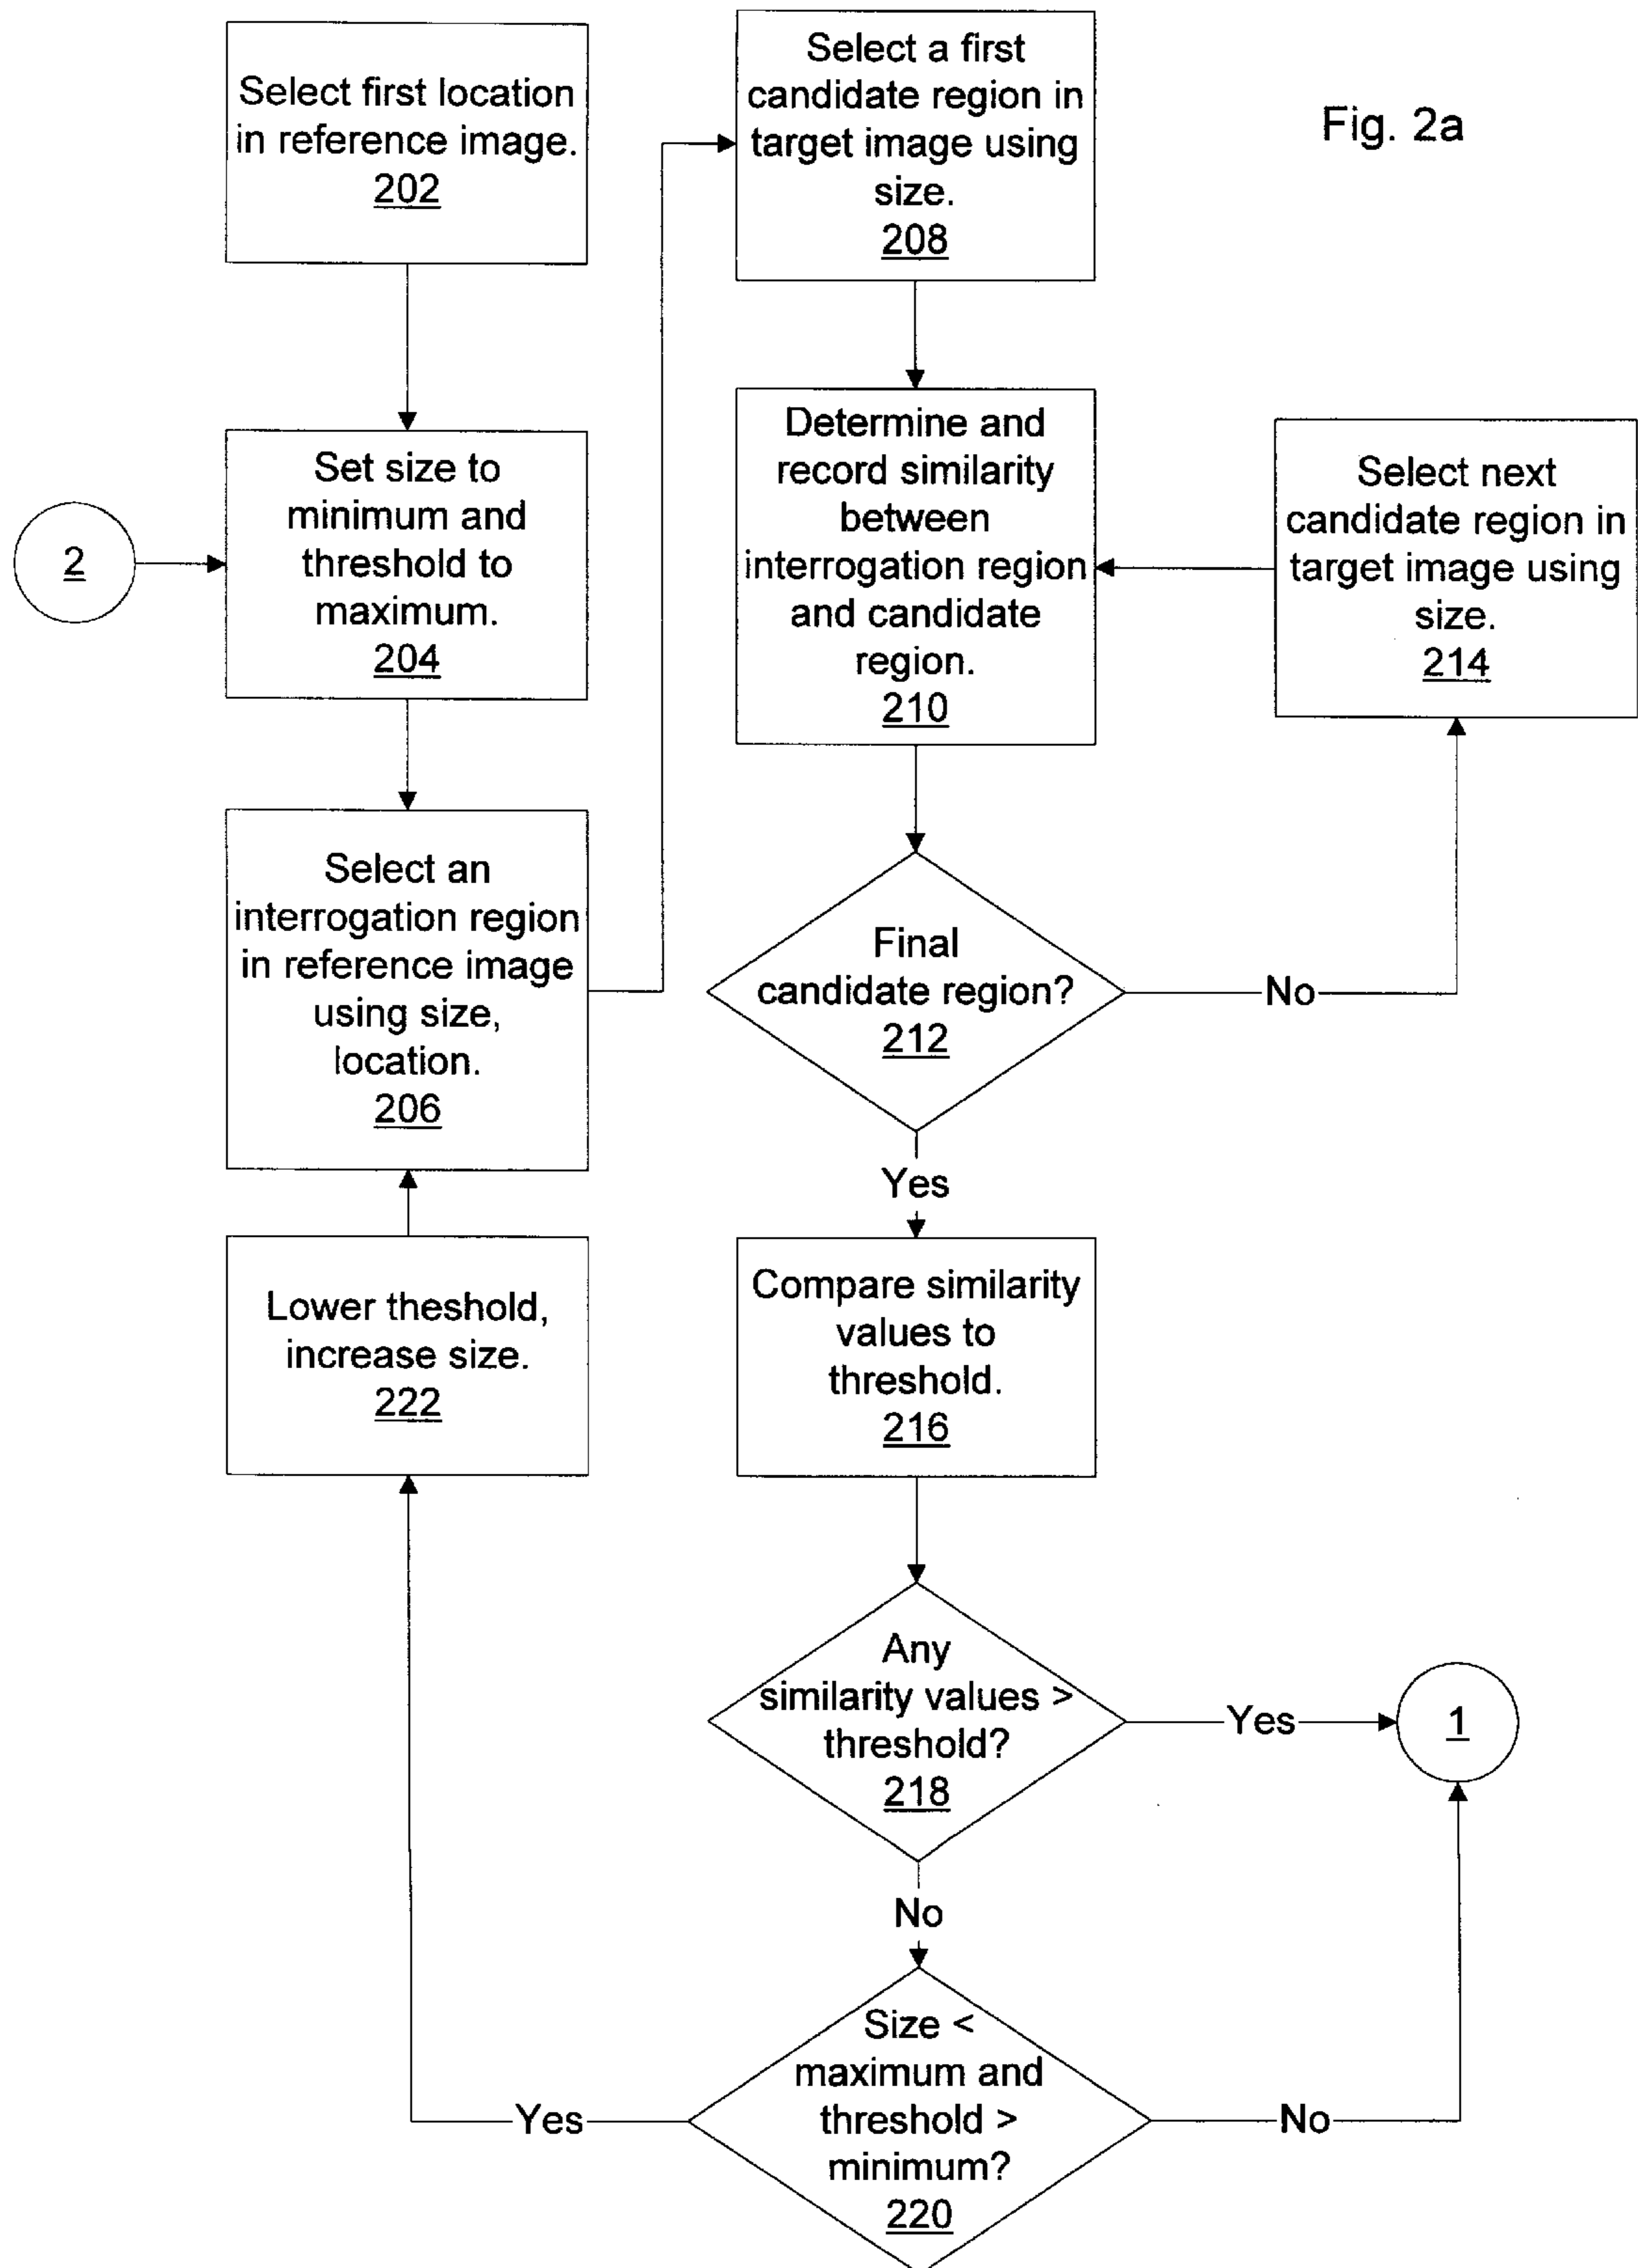 Select first location
in reference image.
202
Select a first
candidate region in
target image using
size.
208
Fig. 2a
Set size to
minimum and
threshold to
maximum.
204
2
Determine and
record similarity
between
interrogation region
and candidate
region.
210
Select next
candidate region in
target image using
size.
214
Select an
interrogation region
in reference image
using size,
location.
206
Final
candidate region?
212
No
Yes
Lower theshold,
increase size.
222
Compare similarity
values to
threshold.
216
Any
similarity values >
threshold?
218
Yes
1
No
Size <
maximum and
threshold >
minimum?
220
Yes
No